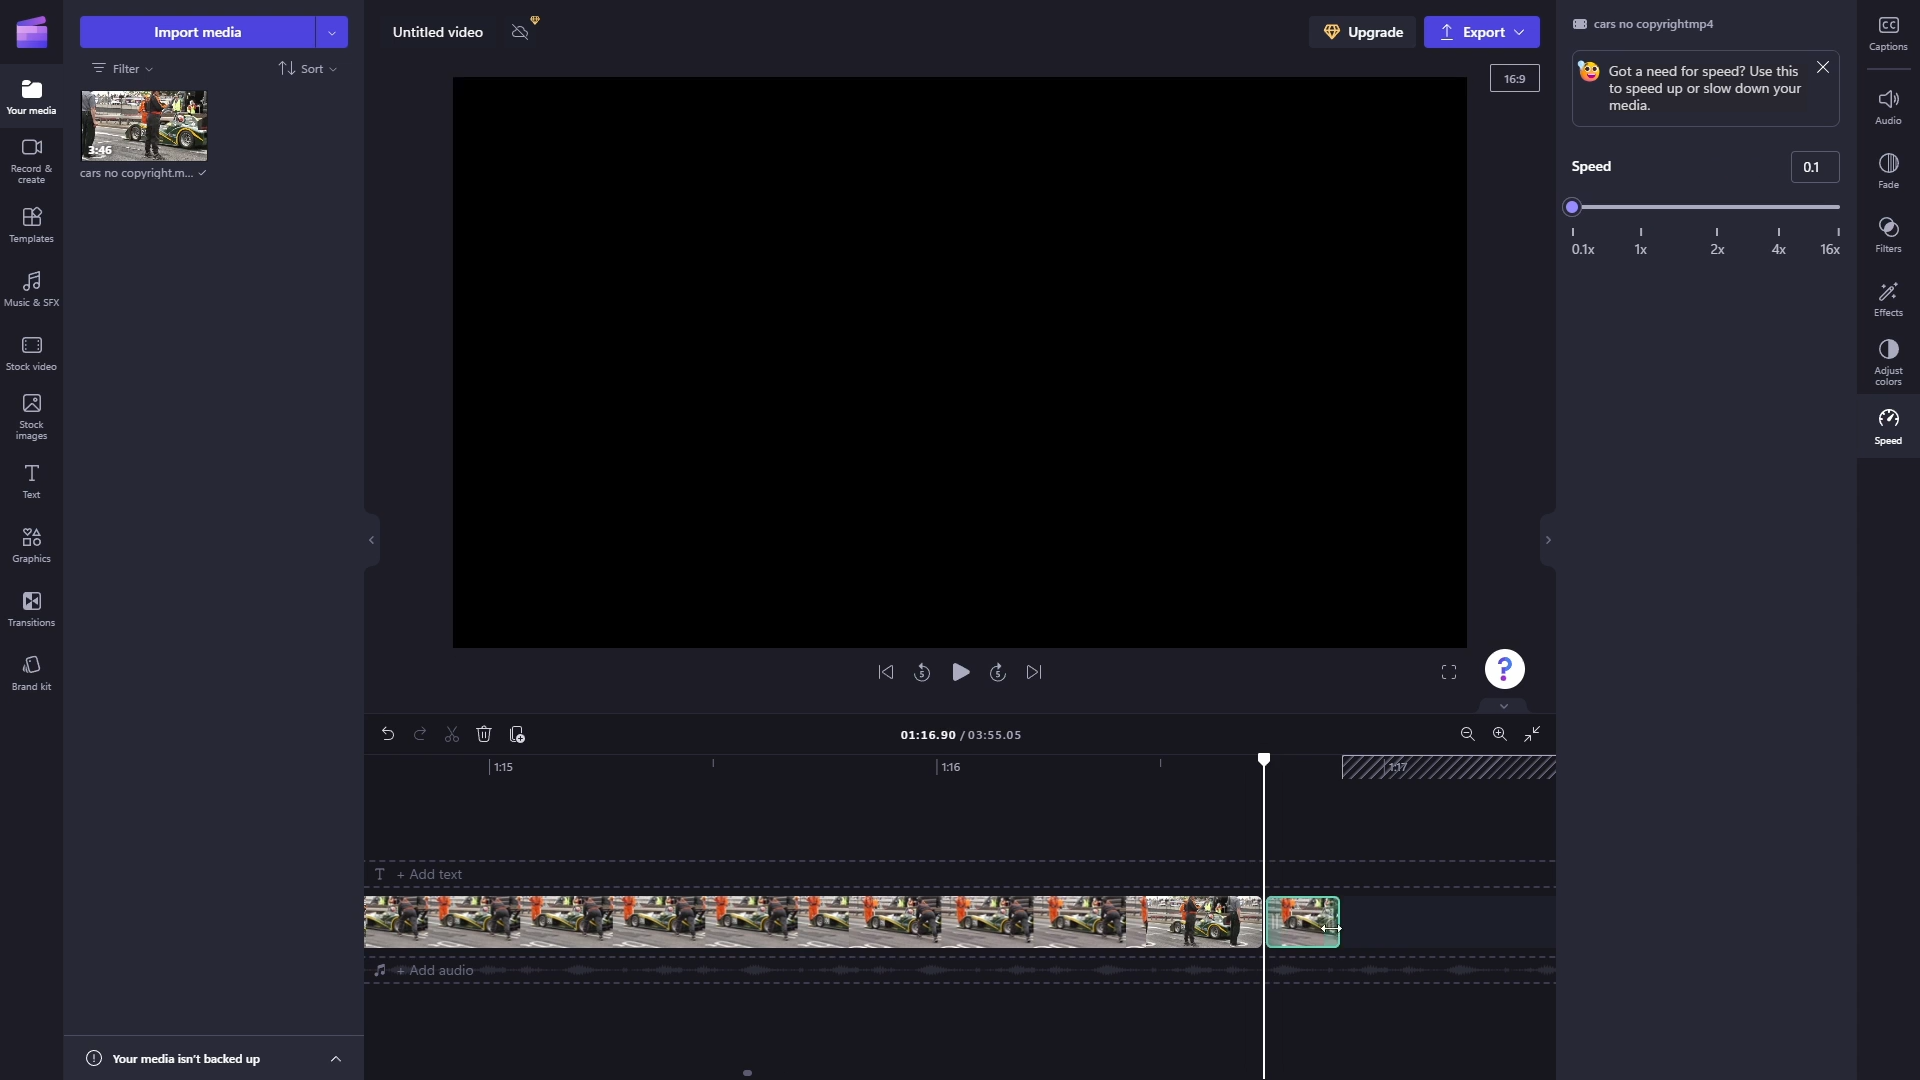 Import media
Untitled video
Upgrade
Export
cars no copyrightmp4
Captions
Filter
Sort
16:9
Got a need for speed? Use this
to speed up or slow down your
media.
Your media
Audio
3:46
cars no copyright.m...
Record &
create
Speed
0.1
Fade
Templates
0.1x
1x
2x
4x
16x
Filters
Music & SFX
Effects
Stock video
Adjust
colors
Stock
images
Speed
Text
Graphics
Transitions
Brand kit
5
5
?
01:16.90 / 03:55.05
1:15
1:16
1:17
T + Add text
+ Add audio
Your media isn't backed up